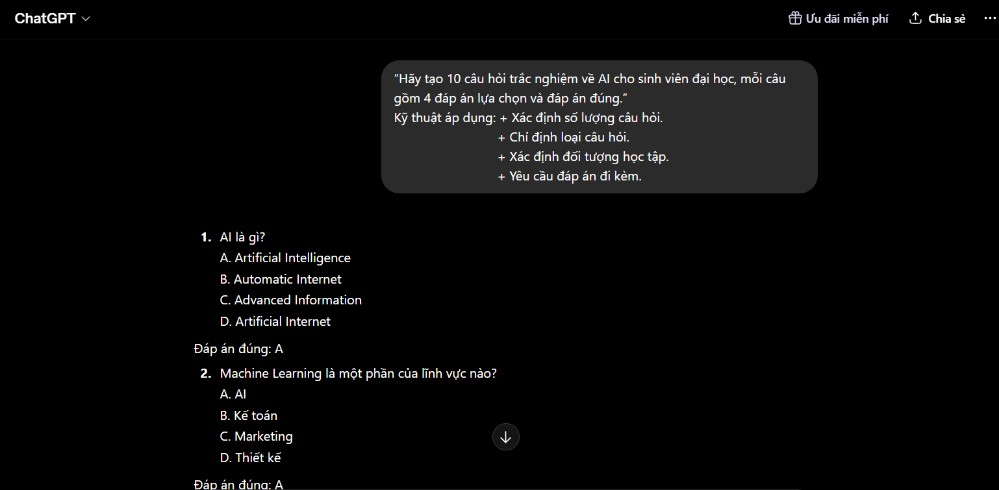 ChatGPT
Ưu đãi miễn phí
Chia sẻ
“Hãy tạo 10 câu hỏi trắc nghiệm về AI cho sinh viên đại học, mỗi câu
gồm 4 đáp án lựa chọn và đáp án đúng.”
Kỹ thuật áp dụng: + Xác định số lượng câu hỏi.
+ Chỉ định loại câu hỏi.
+ Xác định đối tượng học tập.
+ Yêu cầu đáp án đi kèm.
1. AI là gì?
A. Artificial Intelligence
B. Automatic Internet
C. Advanced Information
D. Artificial Internet
Đáp án đúng: A
2. Machine Learning là một phần của lĩnh vực nào?
A. AI
B. Kế toán
C. Marketing
D. Thiết kế
Đáp án đúng: A